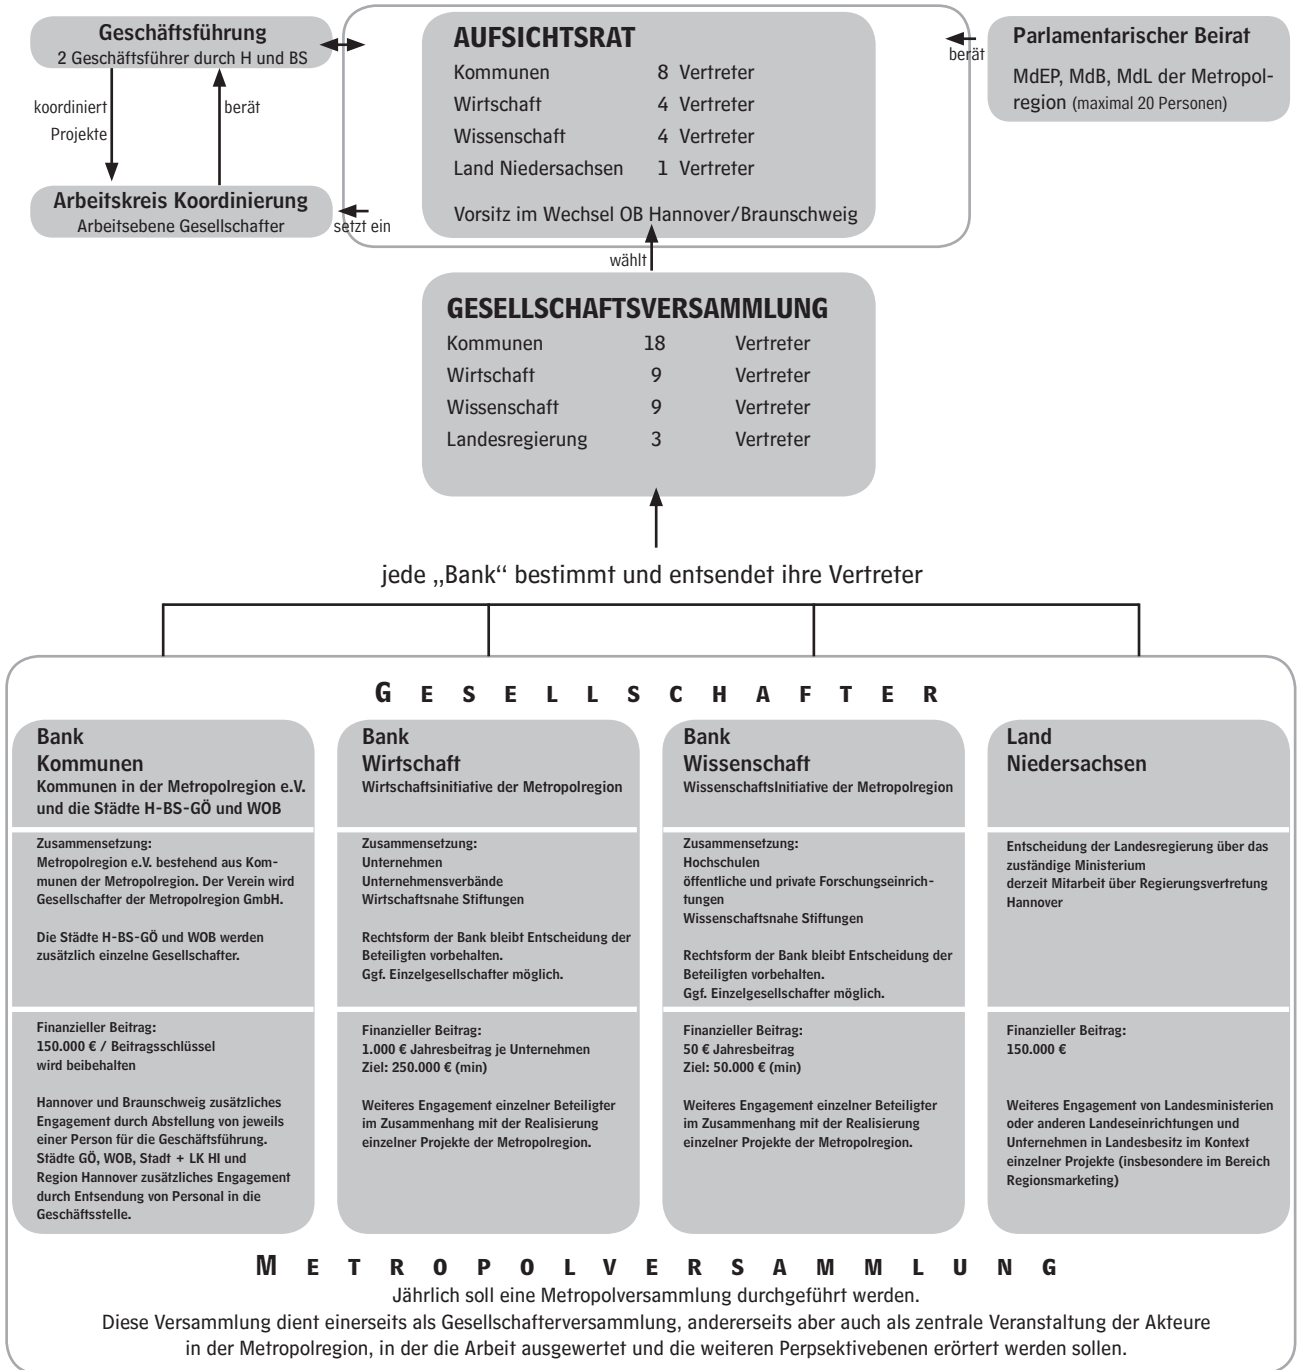 Geschäftsführung
2 Geschäftsführer durch H und BS
koordiniert
Projekte
berät
Arbeitskreis Koordinierung
Arbeitsebene Gesellschafter
setzt ein
AUFSICHTSRAT
Kommunen 8 Vertreter
Wirtschaft 4 Vertreter
Wissenschaft 4 Vertreter
Land Niedersachsen 1 Vertreter
Vorsitz im Wechsel OB Hannover/Braunschweig
berät
Parlamentarischer Beirat
MdEP, MdB, MdL der Metropol-
region (maximal 20 Personen)
wählt
GESELLSCHAFTSVERSAMMLUNG
Kommunen 18 Vertreter
Wirtschaft 9 Vertreter
Wissenschaft 9 Vertreter
Landesregierung 3 Vertreter
jede „Bank“ bestimmt und entsendet ihre Vertreter
GESELLSCHAFTER
Bank
Kommunen
Kommunen in der Metropolregion e.V.
und die Städte H-BS-GÖ und WOB
Zusammensetzung:
Metropolregion e.V. bestehend aus Kom-
munen der Metropolregion. Der Verein wird
Gesellschafter der Metropolregion GmbH.
Die Städte H-BS-GÖ und WOB werden
zusätzlich einzelne Gesellschafter.
Finanzieller Beitrag:
150.000 € / Beitragsschlüssel
wird beibehalten
Hannover und Braunschweig zusätzliches
Engagement durch Abstellung von jeweils
einer Person für die Geschäftsführung.
Städte GÖ, WOB, Stadt + LK HI und
Region Hannover zusätzliches Engagement
durch Entsendung von Personal in die
Geschäftsstelle.
Bank
Wirtschaft
Wirtschaftsinitiative der Metropolregion
Zusammensetzung:
Unternehmen
Unternehmensverbände
Wirtschaftsnahe Stiftungen
Rechtsform der Bank bleibt Entscheidung der
Beteiligten vorbehalten.
Ggf. Einzelgesellschafter möglich.
Finanzieller Beitrag:
1.000 € Jahresbeitrag je Unternehmen
Ziel: 250.000 € (min)
Weiteres Engagement einzelner Beteiligter
im Zusammenhang mit der Realisierung
einzelner Projekte der Metropolregion.
Bank
Wissenschaft
WissenschaftsInitiative der Metropolregion
Zusammensetzung:
Hochschulen
öffentliche und private Forschungseinrich-
tungen
Wissenschaftsnahe Stiftungen
Rechtsform der Bank bleibt Entscheidung der
Beteiligten vorbehalten.
Ggf. Einzelgesellschafter möglich.
Finanzieller Beitrag:
50 € Jahresbeitrag
Ziel: 50.000 € (min)
Weiteres Engagement einzelner Beteiligter
im Zusammenhang mit der Realisierung
einzelner Projekte der Metropolregion.
Land
Niedersachsen
Entscheidung der Landesregierung über das
zuständige Ministerium
derzeit Mitarbeit über Regierungsvertretung
Hannover
Finanzieller Beitrag:
150.000 €
Weiteres Engagement von Landesministerien
oder anderen Landeseinrichtungen und
Unternehmen in Landesbesitz im Kontext
einzelner Projekte (insbesondere im Bereich
Regionsmarketing)
METROPOLVERSAMMLUNG
Jährlich soll eine Metropolversammlung durchgeführt werden.
Diese Versammlung dient einerseits als Gesellschafterversammlung, andererseits aber auch als zentrale Veranstaltung der Akteure
in der Metropolregion, in der die Arbeit ausgewertet und die weiteren Perpsektivebenen erörtert werden sollen.